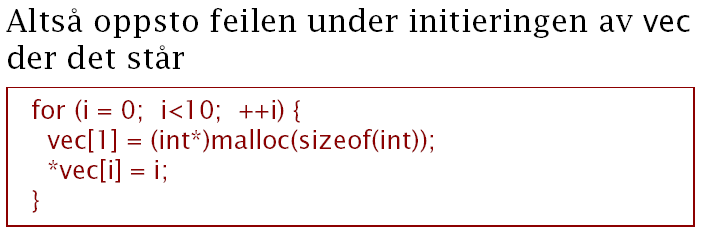 Altså oppsto feilen under initieringen av vec
der det står
for (i = 0;  i<10;  ++i) {
vec[1] = (int*)malloc(sizeof(int));
*vec[i] = i;
}